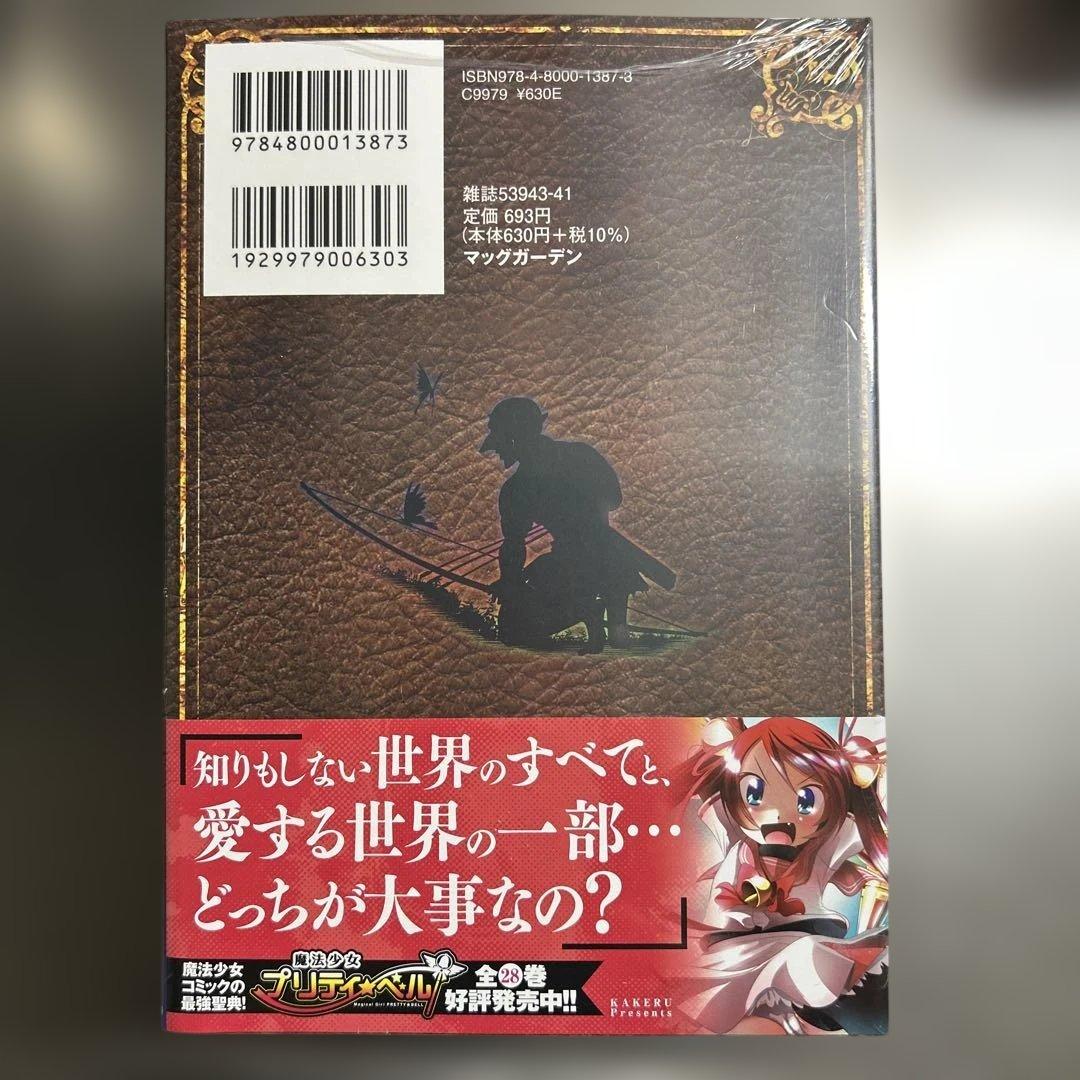 ISBN978-4-8000-1387-3
C9979 ¥630E
9784800013873
雑誌53943-41
定価 693円
(本体630円+税10%)
マッグガーデン
1929979006303
「知りもしない世界のすべてと、
愛する世界の一部…
どっちが大事なの?」
魔法少女
コミックの
最強聖典!
魔法少女
プリティ★ベル
Magical Girl PRETTY★BELL
全28巻
好評発売中!!
KAKERU
Presents